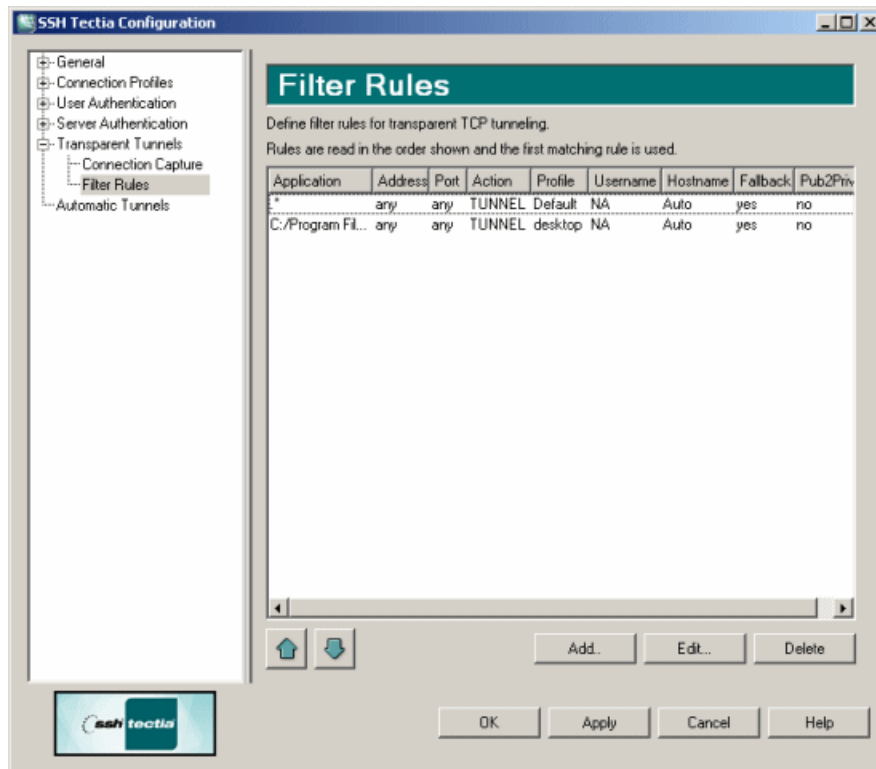 SSH Tectia Configuration
General
Connection Profiles
User Authentication
Server Authentication
Transparent Tunnels
Connection Capture
Filter Rules
Automatic Tunnels
Filter Rules
Define filter rules for transparent TCP tunneling.
Rules are read in the order shown and the first matching rule is used.
Application Address Port Action Profile Username Hostname Fallback Pub2Priv
.* any any TUNNEL Default NA Auto yes no
C:/Program Fil... any any TUNNEL desktop NA Auto yes no
Add.. Edit... Delete
ssh tectia
OK Apply Cancel Help